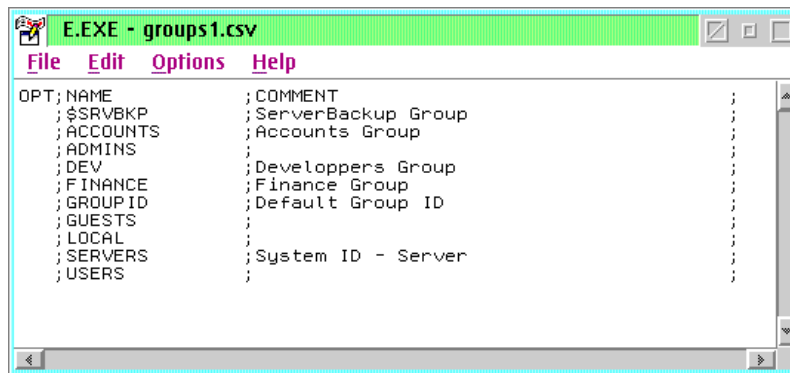 E.EXE - groups1.csv
File Edit Options Help
OPT;NAME ;COMMENT ;
;$SRVBKP ;ServerBackup Group ;
;ACCOUNTS ;Accounts Group ;
;ADMINS ; ;
;DEV ;Developpers Group ;
;FINANCE ;Finance Group ;
;GROUPID ;Default Group ID ;
;GUESTS ; ;
;LOCAL ; ;
;SERVERS ;System ID - Server ;
;USERS ; ;